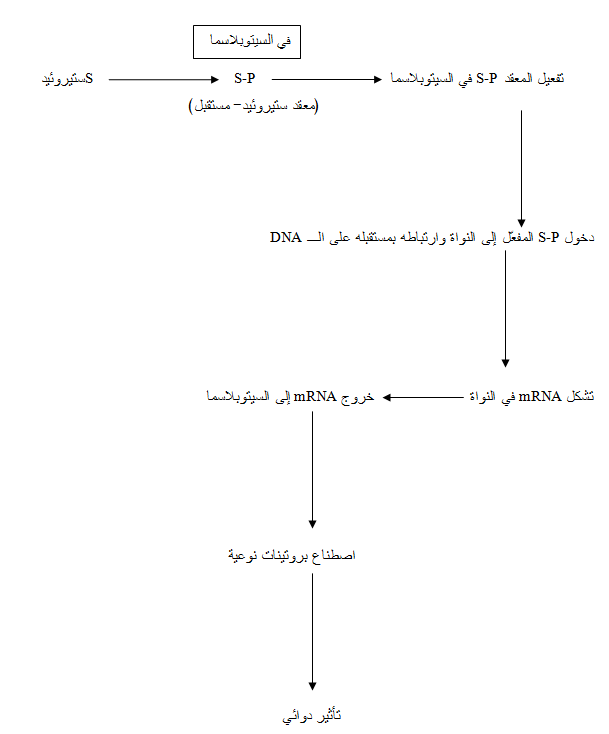 في السيتوبلاسما
Sستيروئيد
S-P
تفعيل المعقد S-P في السيتوبلاسما
(معقد ستيروئيد– مستقبل)
دخول S-P المفعّل إلى النواة وارتباطه بمستقبله على الـــ DNA
تشكل mRNA في النواة
خروج mRNA إلى السيتوبلاسما
اصطناع بروتينات نوعية
تأثير دوائي